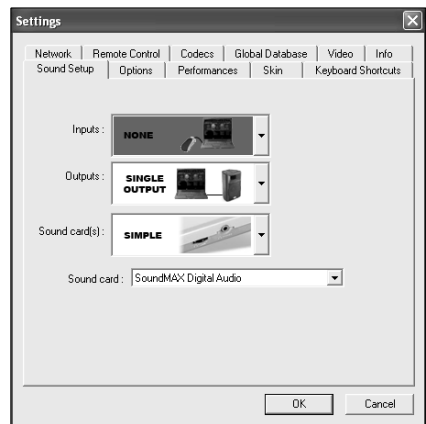 Settings
Network Remote Control Codecs Global Database Video Info
Sound Setup Options Performances Skin Keyboard Shortcuts
Inputs : NONE
Outputs : SINGLE OUTPUT
Sound card(s) : SIMPLE
Sound card : SoundMAX Digital Audio
OK Cancel